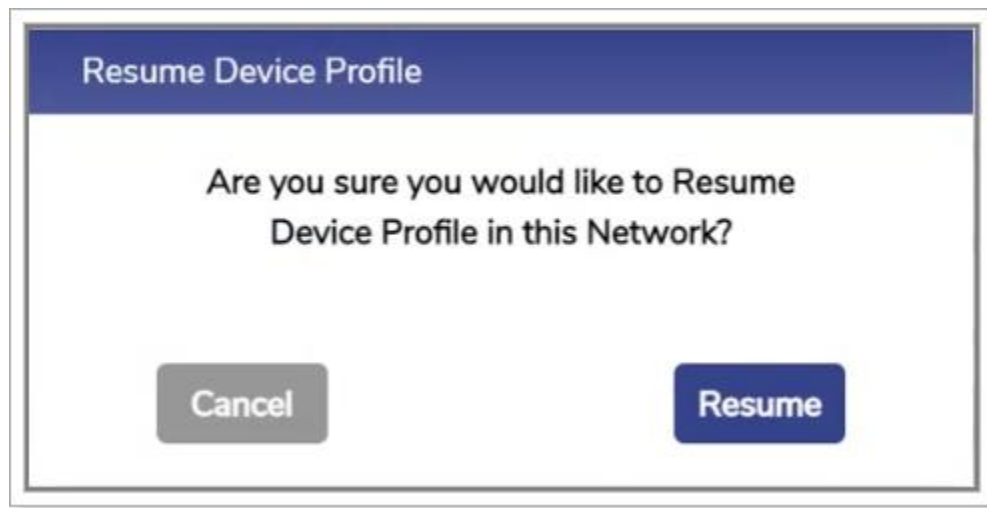 Resume Device Profile
Are you sure you would like to Resume
Device Profile in this Network?
Cancel
Resume